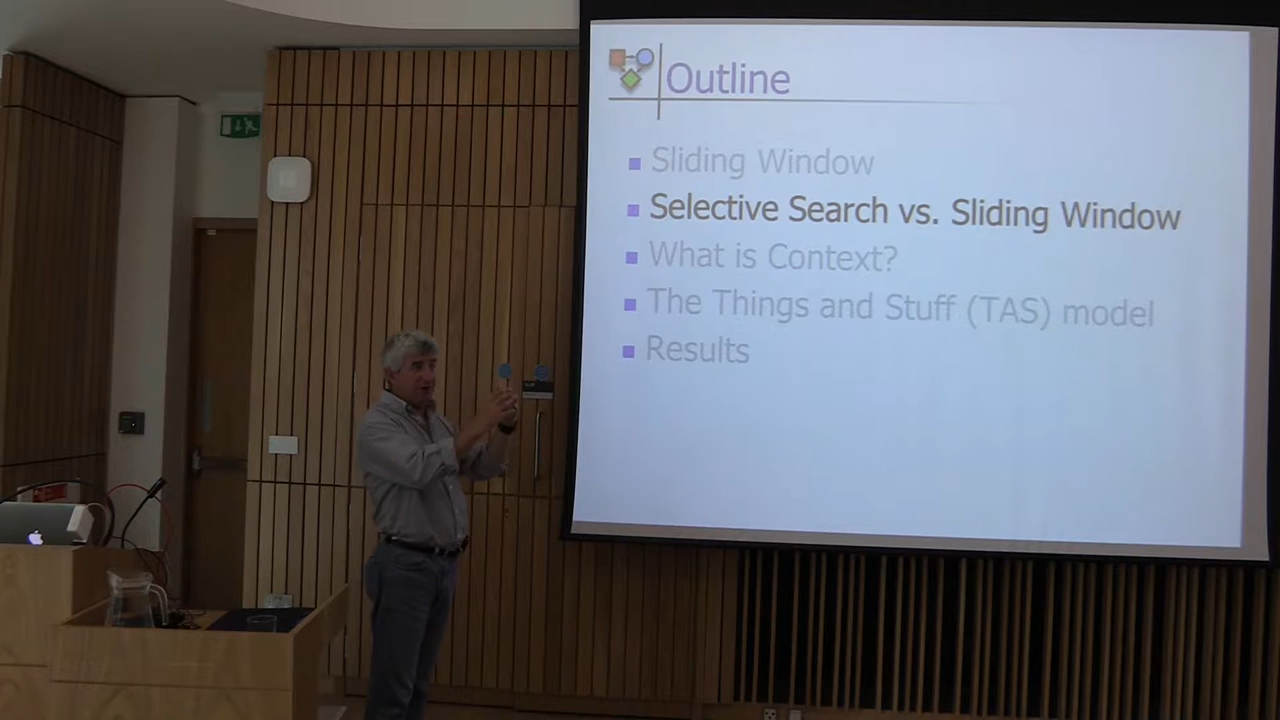 Outline
Sliding Window
Selective Search vs. Sliding Window
What is Context?
The Things and Stuff (TAS) model
Results